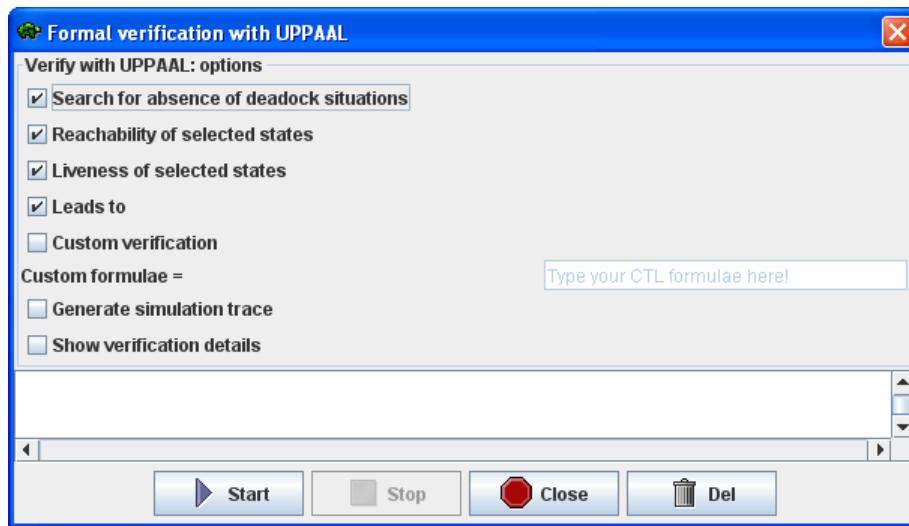 Formal verification with UPPAAL
Verify with UPPAAL: options
Search for absence of deadock situations
Reachability of selected states
Liveness of selected states
Leads to
Custom verification
Custom formulae = Type your CTL formulae here!
Generate simulation trace
Show verification details
Start Stop Close Del